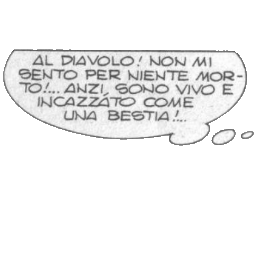 AL DIAVOLO! NON MI
SENTO PER NIENTE MOR-
TO!... ANZI, SONO VIVO E
INCAZZATO COME
UNA BESTIA!..